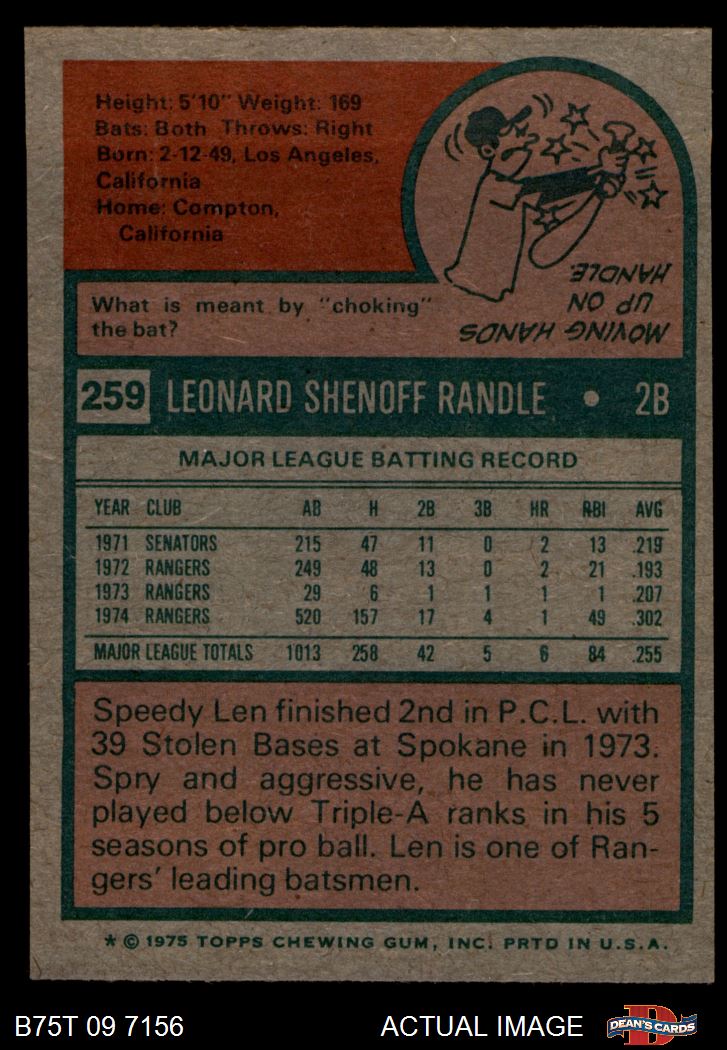 Height: 5'10" Weight: 169
Bats: Both Throws: Right
Born: 2-12-49, Los Angeles,
California
Home: Compton,
California
What is meant by "choking"
the bat?
MOVING HANDS
UP ON
HANDLE.
259 LEONARD SHENOFF RANDLE • 2B
MAJOR LEAGUE BATTING RECORD
YEAR CLUB AB H 2B 3B HR RBI AVG
1971 SENATORS 215 47 11 0 2 13 .219
1972 RANGERS 249 48 13 0 2 21 .193
1973 RANGERS 29 6 1 1 1 1 .207
1974 RANGERS 520 157 17 4 1 49 .302
MAJOR LEAGUE TOTALS 1013 258 42 5 6 84 .255
Speedy Len finished 2nd in P.C.L. with
39 Stolen Bases at Spokane in 1973.
Spry and aggressive, he has never
played below Triple-A ranks in his 5
seasons of pro ball. Len is one of Ran-
gers' leading batsmen.
* © 1975 TOPPS CHEWING GUM, INC. PRTD IN U.S.A.
B75T 09 7156 ACTUAL IMAGE DEAN'S CARDS